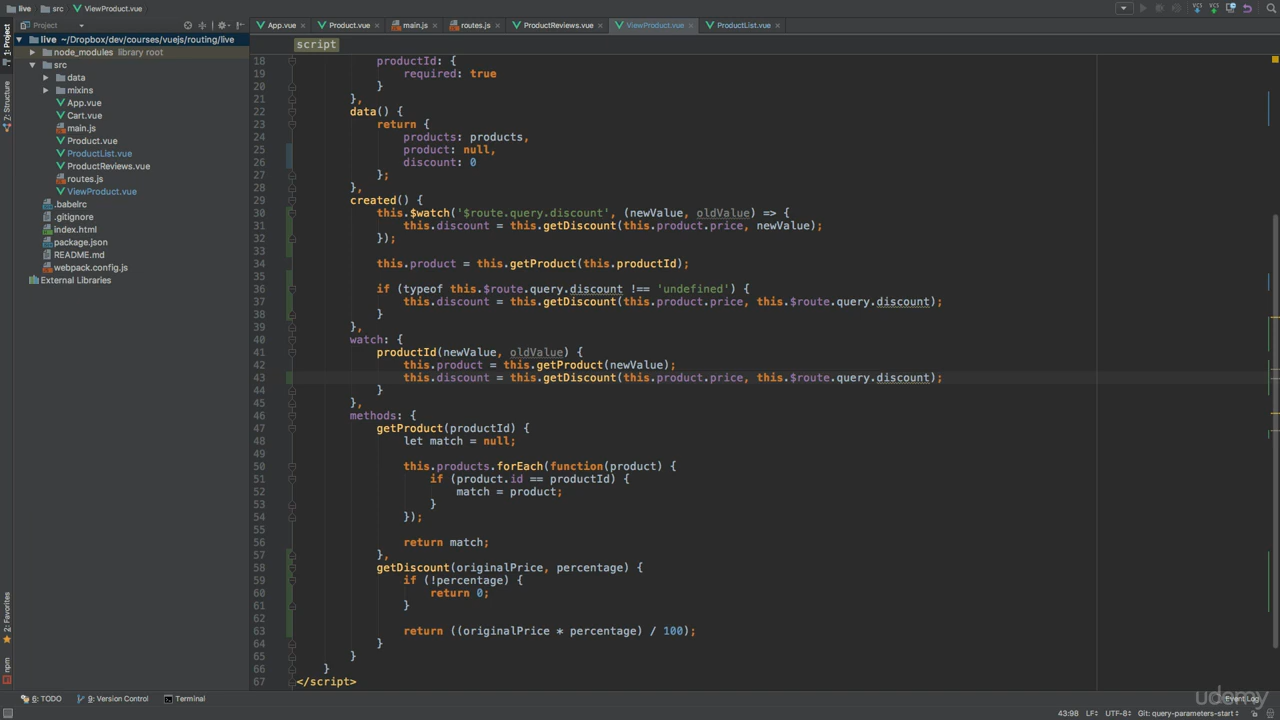 live
src
ViewProduct.vue
Project
App.vue
Product.vue
main.js
routes.js
ProductReviews.vue
ViewProduct.vue
ProductList.vue
1: Project
Z: Structure
2: Favorites
npm
live ~/Dropbox/dev/courses/vuejs/routing/live
node_modules library root
src
data
mixins
App.vue
Cart.vue
main.js
Product.vue
ProductList.vue
ProductReviews.vue
routes.js
ViewProduct.vue
.babelrc
.gitignore
index.html
package.json
README.md
webpack.config.js
External Libraries
script
18 productId: {
19 required: true
20 }
21 },
22 data() {
23 return {
24 products: products,
25 product: null,
26 discount: 0
27 };
28 },
29 created() {
30 this.$watch('$route.query.discount', (newValue, oldValue) => {
31 this.discount = this.getDiscount(this.product.price, newValue);
32 });
33
34 this.product = this.getProduct(this.productId);
35
36 if (typeof this.$route.query.discount !== 'undefined') {
37 this.discount = this.getDiscount(this.product.price, this.$route.query.discount);
38 }
39 },
40 watch: {
41 productId(newValue, oldValue) {
42 this.product = this.getProduct(newValue);
43 this.discount = this.getDiscount(this.product.price, this.$route.query.discount);
44 }
45 },
46 methods: {
47 getProduct(productId) {
48 let match = null;
49
50 this.products.forEach(function(product) {
51 if (product.id == productId) {
52 match = product;
53 }
54 });
55
56 return match;
57 },
58 getDiscount(originalPrice, percentage) {
59 if (!percentage) {
60 return 0;
61 }
62
63 return ((originalPrice * percentage) / 100);
64 }
65 }
66 }
67 </script>
6: TODO
9: Version Control
Terminal
Event Log
udemy
43:98 LF÷ UTF-8÷ Git: query-parameters-start÷